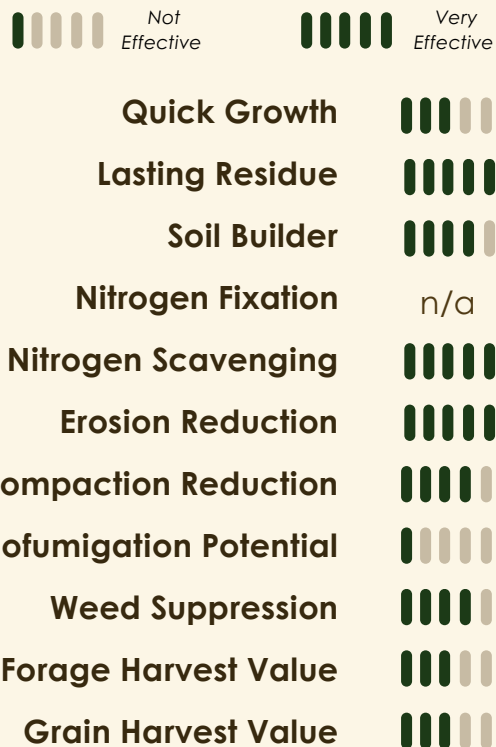 Not
Effective
Very
Effective
Quick Growth
Lasting Residue
Soil Builder
Nitrogen Fixation n/a
Nitrogen Scavenging
Erosion Reduction
ompaction Reduction
ofumigation Potential
Weed Suppression
Forage Harvest Value
Grain Harvest Value